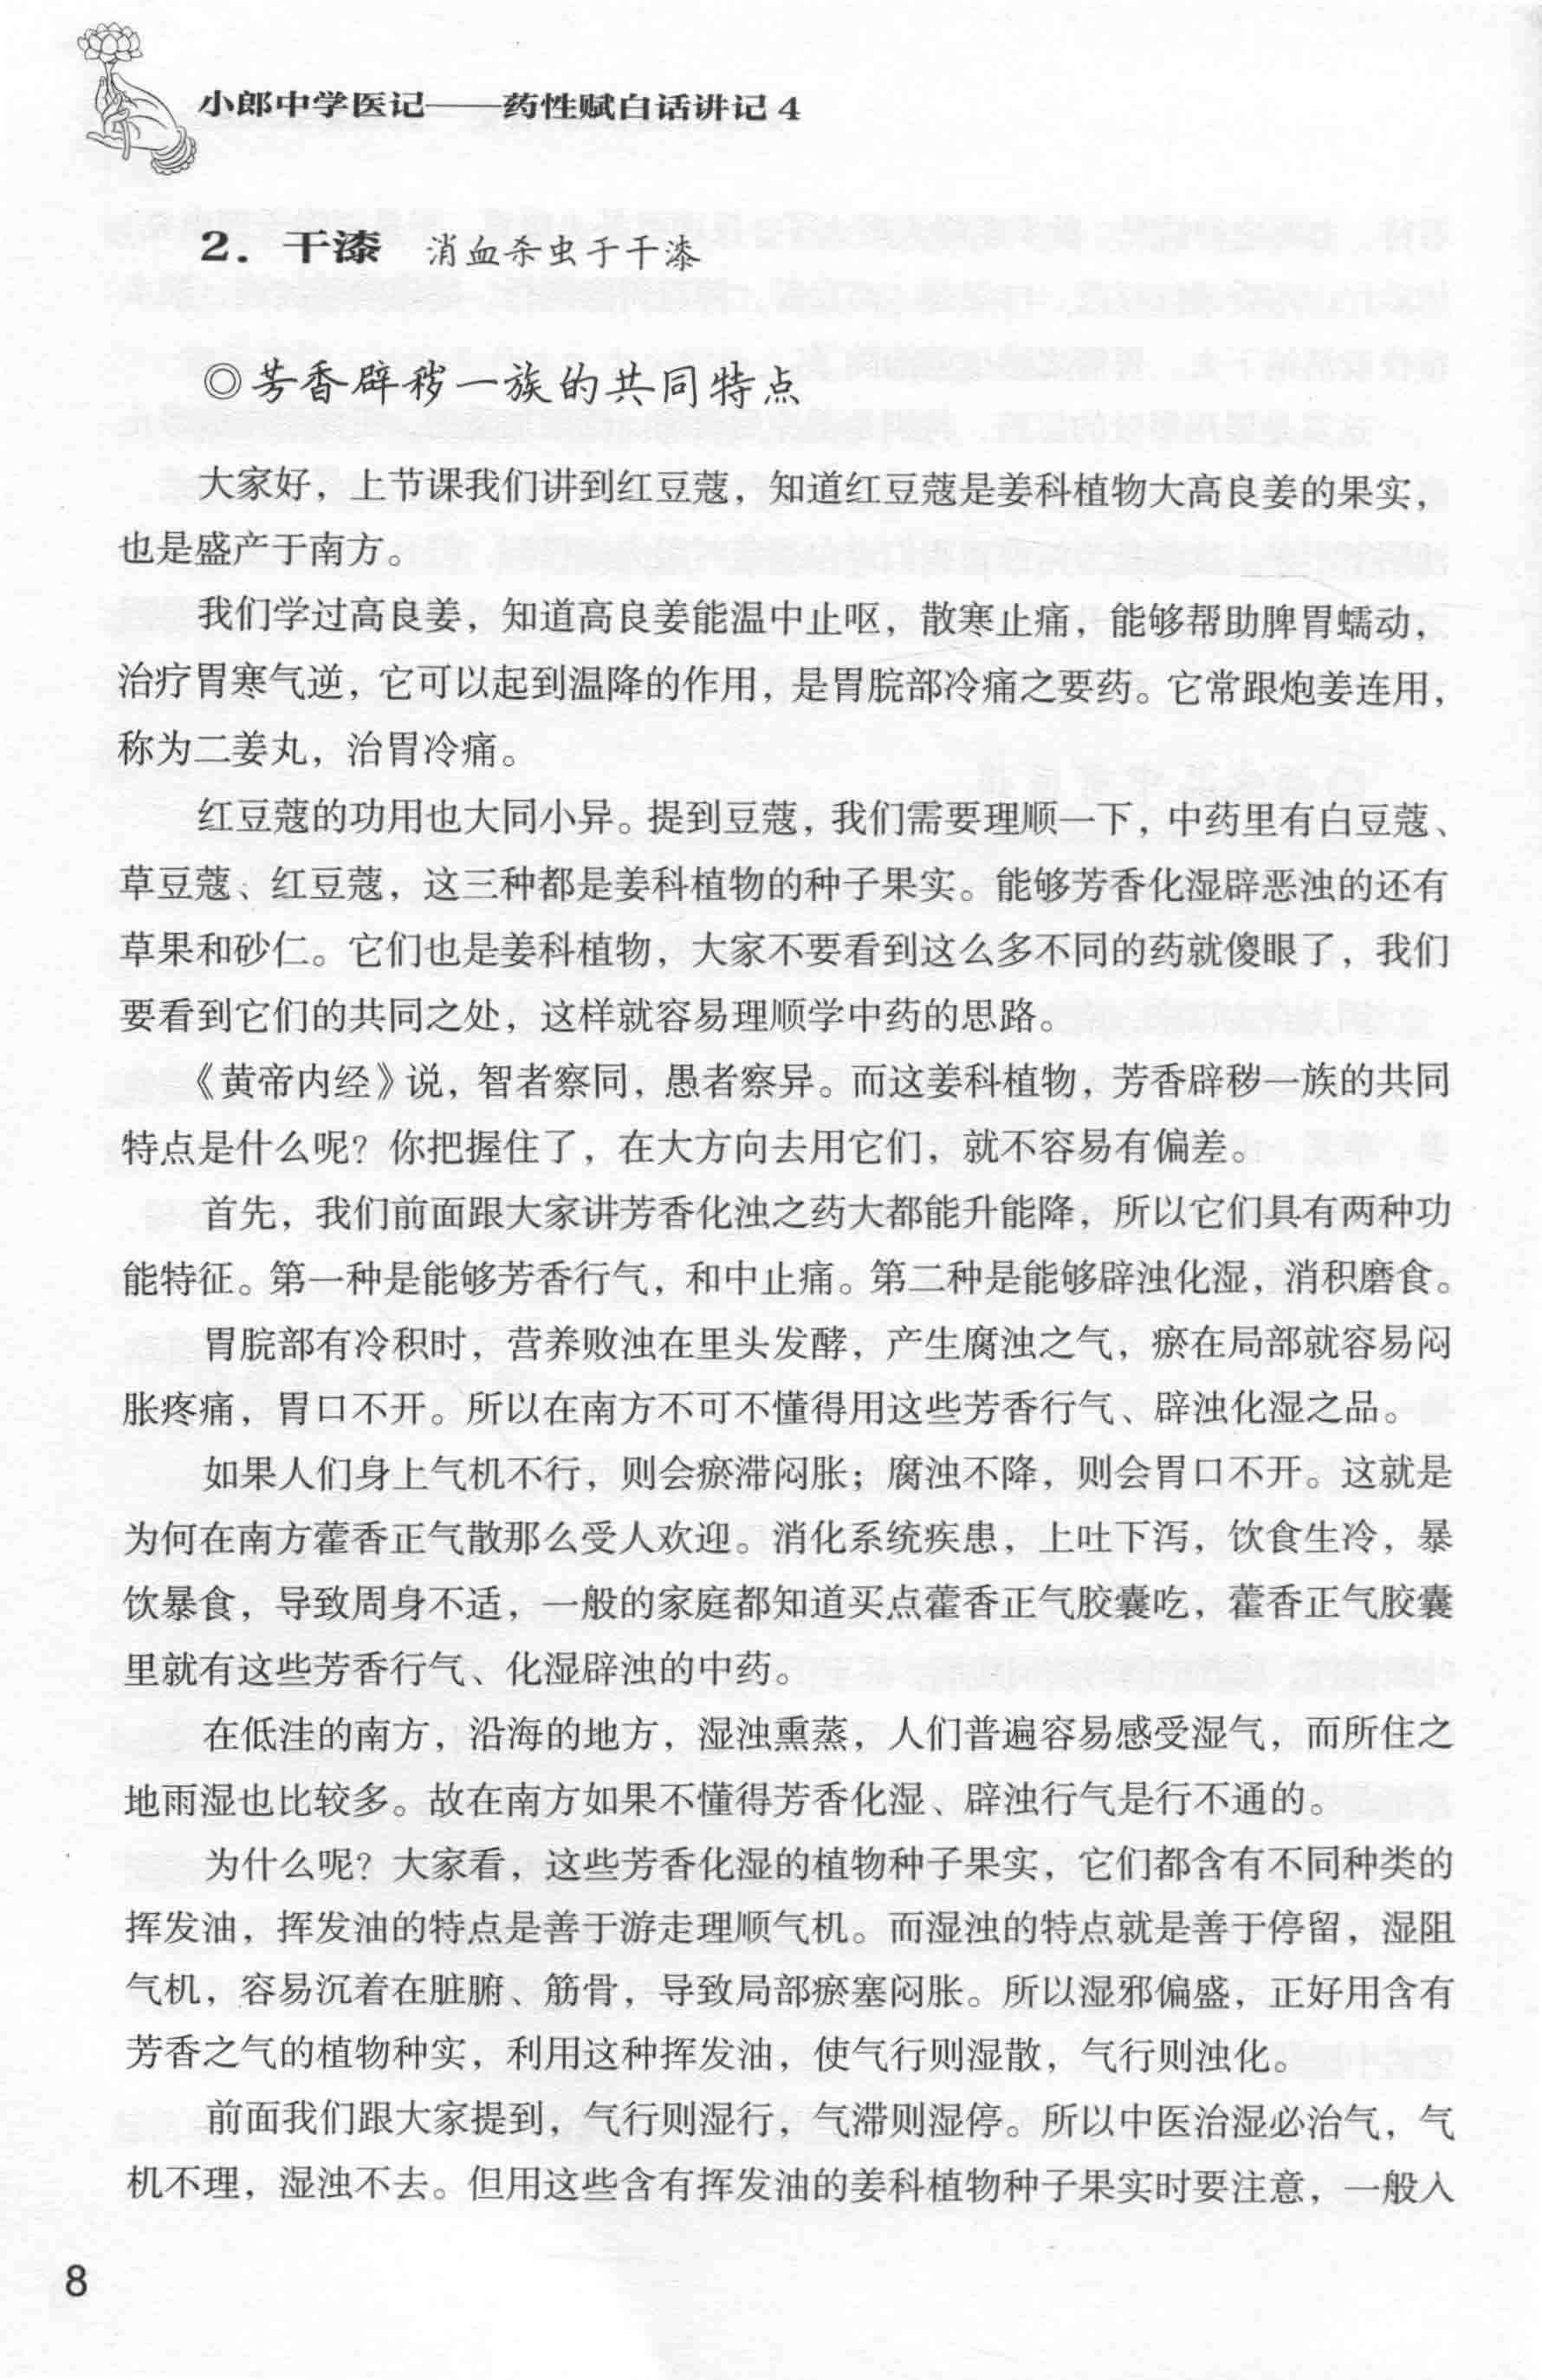 小郎中学医记——药性赋白话讲记4
2．干漆　消血杀虫于干漆
◎芳香辟秽一族的共同特点
大家好，上节课我们讲到红豆蔻，知道红豆蔻是姜科植物大高良姜的果实，
也是盛产于南方。
我们学过高良姜，知道高良姜能温中止呕，散寒止痛，能够帮助脾胃蠕动，
治疗胃寒气逆，它可以起到温降的作用，是胃脘部冷痛之要药。它常跟炮姜连用，
称为二姜丸，治胃冷痛。
红豆蔻的功用也大同小异。提到豆蔻，我们需要理顺一下，中药里有白豆蔻、
草豆蔻、红豆蔻，这三种都是姜科植物的种子果实。能够芳香化湿辟恶浊的还有
草果和砂仁。它们也是姜科植物，大家不要看到这么多不同的药就傻眼了，我们
要看到它们的共同之处，这样就容易理顺学中药的思路。
《黄帝内经》说，智者察同，愚者察异。而这姜科植物，芳香辟秽一族的共同
特点是什么呢？你把握住了，在大方向去用它们，就不容易有偏差。
首先，我们前面跟大家讲芳香化浊之药大都能升能降，所以它们具有两种功
能特征。第一种是能够芳香行气，和中止痛。第二种是能够辟浊化湿，消积磨食。
胃脘部有冷积时，营养败浊在里头发酵，产生腐浊之气，瘀在局部就容易闷
胀疼痛，胃口不开。所以在南方不可不懂得用这些芳香行气、辟浊化湿之品。
如果人们身上气机不行，则会瘀滞闷胀；腐浊不降，则会胃口不开。这就是
为何在南方藿香正气散那么受人欢迎。消化系统疾患，上吐下泻，饮食生冷，暴
饮暴食，导致周身不适，一般的家庭都知道买点藿香正气胶囊吃，藿香正气胶囊
里就有这些芳香行气、化湿辟浊的中药。
在低洼的南方，沿海的地方，湿浊熏蒸，人们普遍容易感受湿气，而所住之
地雨湿也比较多。故在南方如果不懂得芳香化湿、辟浊行气是行不通的。
为什么呢？大家看，这些芳香化湿的植物种子果实，它们都含有不同种类的
挥发油，挥发油的特点是善于游走理顺气机。而湿浊的特点就是善于停留，湿阻
气机，容易沉着在脏腑、筋骨，导致局部瘀塞闷胀。所以湿邪偏盛，正好用含有
芳香之气的植物种实，利用这种挥发油，使气行则湿散，气行则浊化。
前面我们跟大家提到，气行则湿行，气滞则湿停。所以中医治湿必治气，气
机不理，湿浊不去。但用这些含有挥发油的姜科植物种子果实时要注意，一般入
8